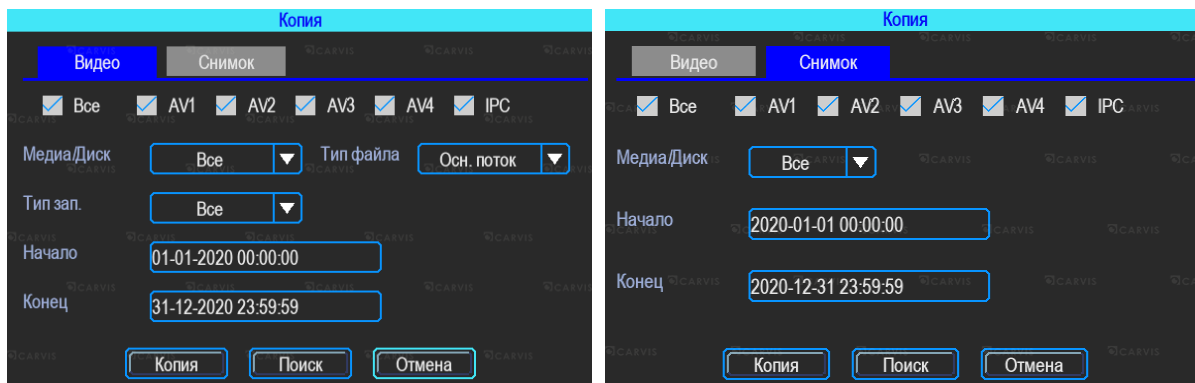 Копия
Видео Снимок
Все AV1 AV2 AV3 AV4 IPC
Медиа/Диск Все Тип файла Осн. поток
Тип зап. Все
Начало 01-01-2020 00:00:00
Конец 31-12-2020 23:59:59
Копия Поиск Отмена
Копия
Видео Снимок
Все AV1 AV2 AV3 AV4 IPC
Медиа/Диск Все
Начало 2020-01-01 00:00:00
Конец 2020-12-31 23:59:59
Копия Поиск Отмена
CARVIS